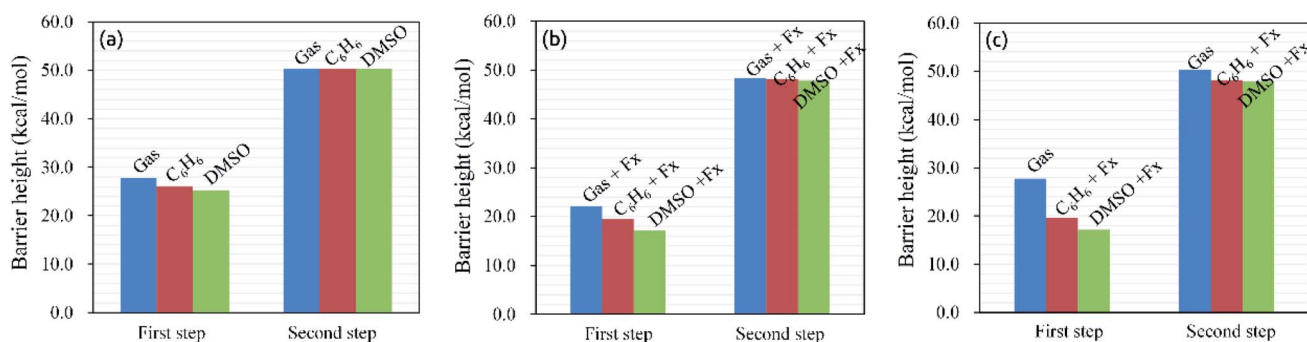 (a)
Barrier height (kcal/mol)
60.0
50.0
40.0
30.0
20.0
10.0
0.0
Gas
C₆H₆
DMSO
Gas
C₆H₆
DMSO
First step
Second step
(b)
Barrier height (kcal/mol)
60.0
50.0
40.0
30.0
20.0
10.0
0.0
Gas + Fx
C₆H₆ + Fx
DMSO +Fx
Gas + Fx
C₆H₆ + Fx
DMSO +Fx
First step
Second step
(c)
Barrier height (kcal/mol)
60.0
50.0
40.0
30.0
20.0
10.0
0.0
Gas
C₆H₆ + Fx
DMSO +Fx
Gas
C₆H₆ + Fx
DMSO +Fx
First step
Second step